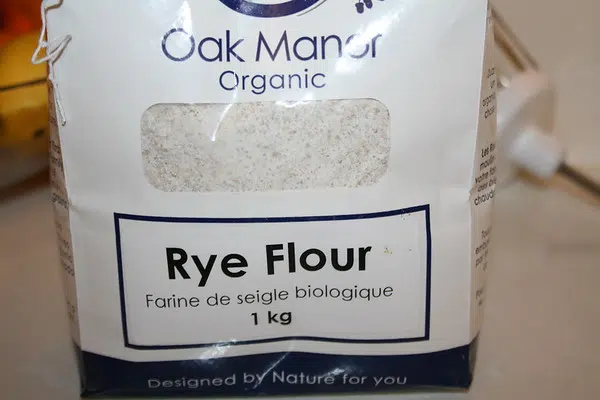 Oak Manor
Organic
Rye Flour
Farine de seigle biologique
1 kg
Designed by Nature for you